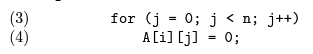 (3) for (j = 0; j < n; j++)
(4) A[i][j] = 0;